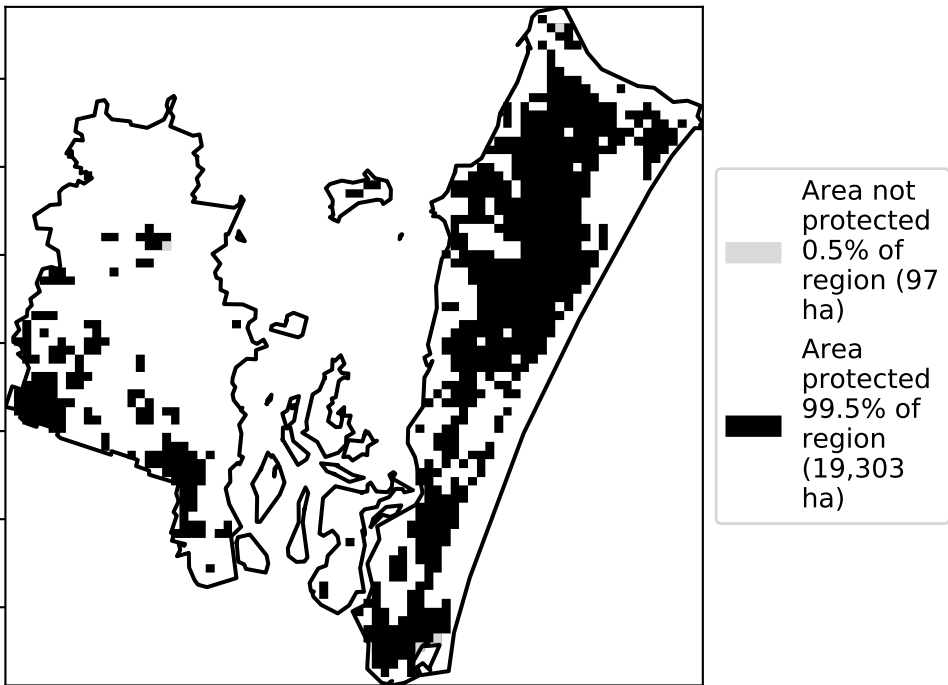 Area not
protected
0.5% of
region (97
ha)
Area
protected
99.5% of
region
(19,303
ha)